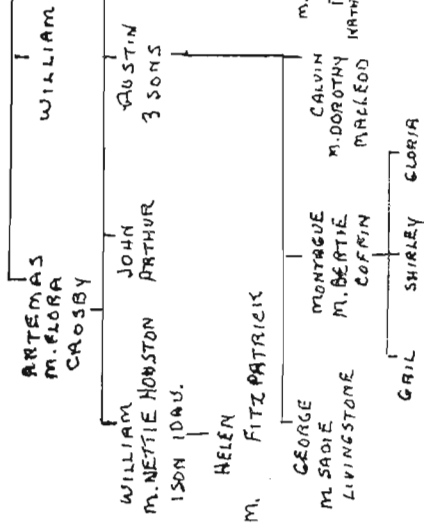 ARTEMAS
M. FLORA
CROSBY
WILLIAM
WILLIAM
M. NETTIE HOUSTON
1 SON 1 DAU.
JOHN
ARTHUR
AUSTIN
3 SONS
M.
HELEN
M. FITZPATRICK
GEORGE
M SADIE
LIVINGSTONE
MONTAGUE
M. BERTIE
COFFIN
CALVIN
M. DOROTHY
MACLEOD
GAIL SHIRLEY GLORIA